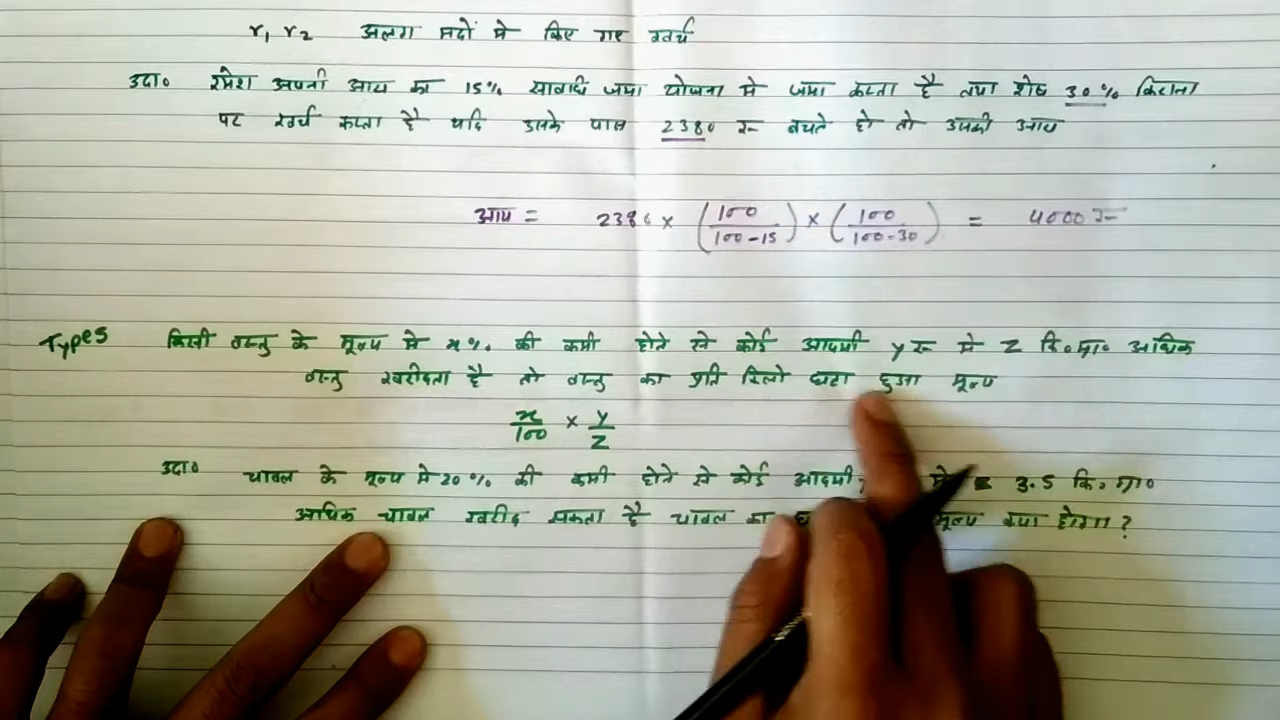 r₁ r₂ अलग मदों मे किए गए खर्च
उदा० रमेश अपनी आय का 15% सावधि जमा योजना मे जमा करता है तथा शेष 30% किराना
पर खर्च करता है यदि उसके पास 2380 रू बचते हो तो उसकी आय
आय = 2380 × (100/100-15) × (100/100-30) = 4000 रू
Types किसी वस्तु के मूल्य मे x% की कमी होने से कोई आदमी y रू मे z कि०ग्रा० अधिक
वस्तु खरीदता है तो वस्तु का प्रति किलो घटा हुआ मूल्य
x/100 × y/z
उदा० चावल के मूल्य मे 20% की कमी होने से कोई आदमी मे 3.5 कि०ग्रा०
अधिक चावल खरीद सकता है चावल का मूल्य क्या होगा?